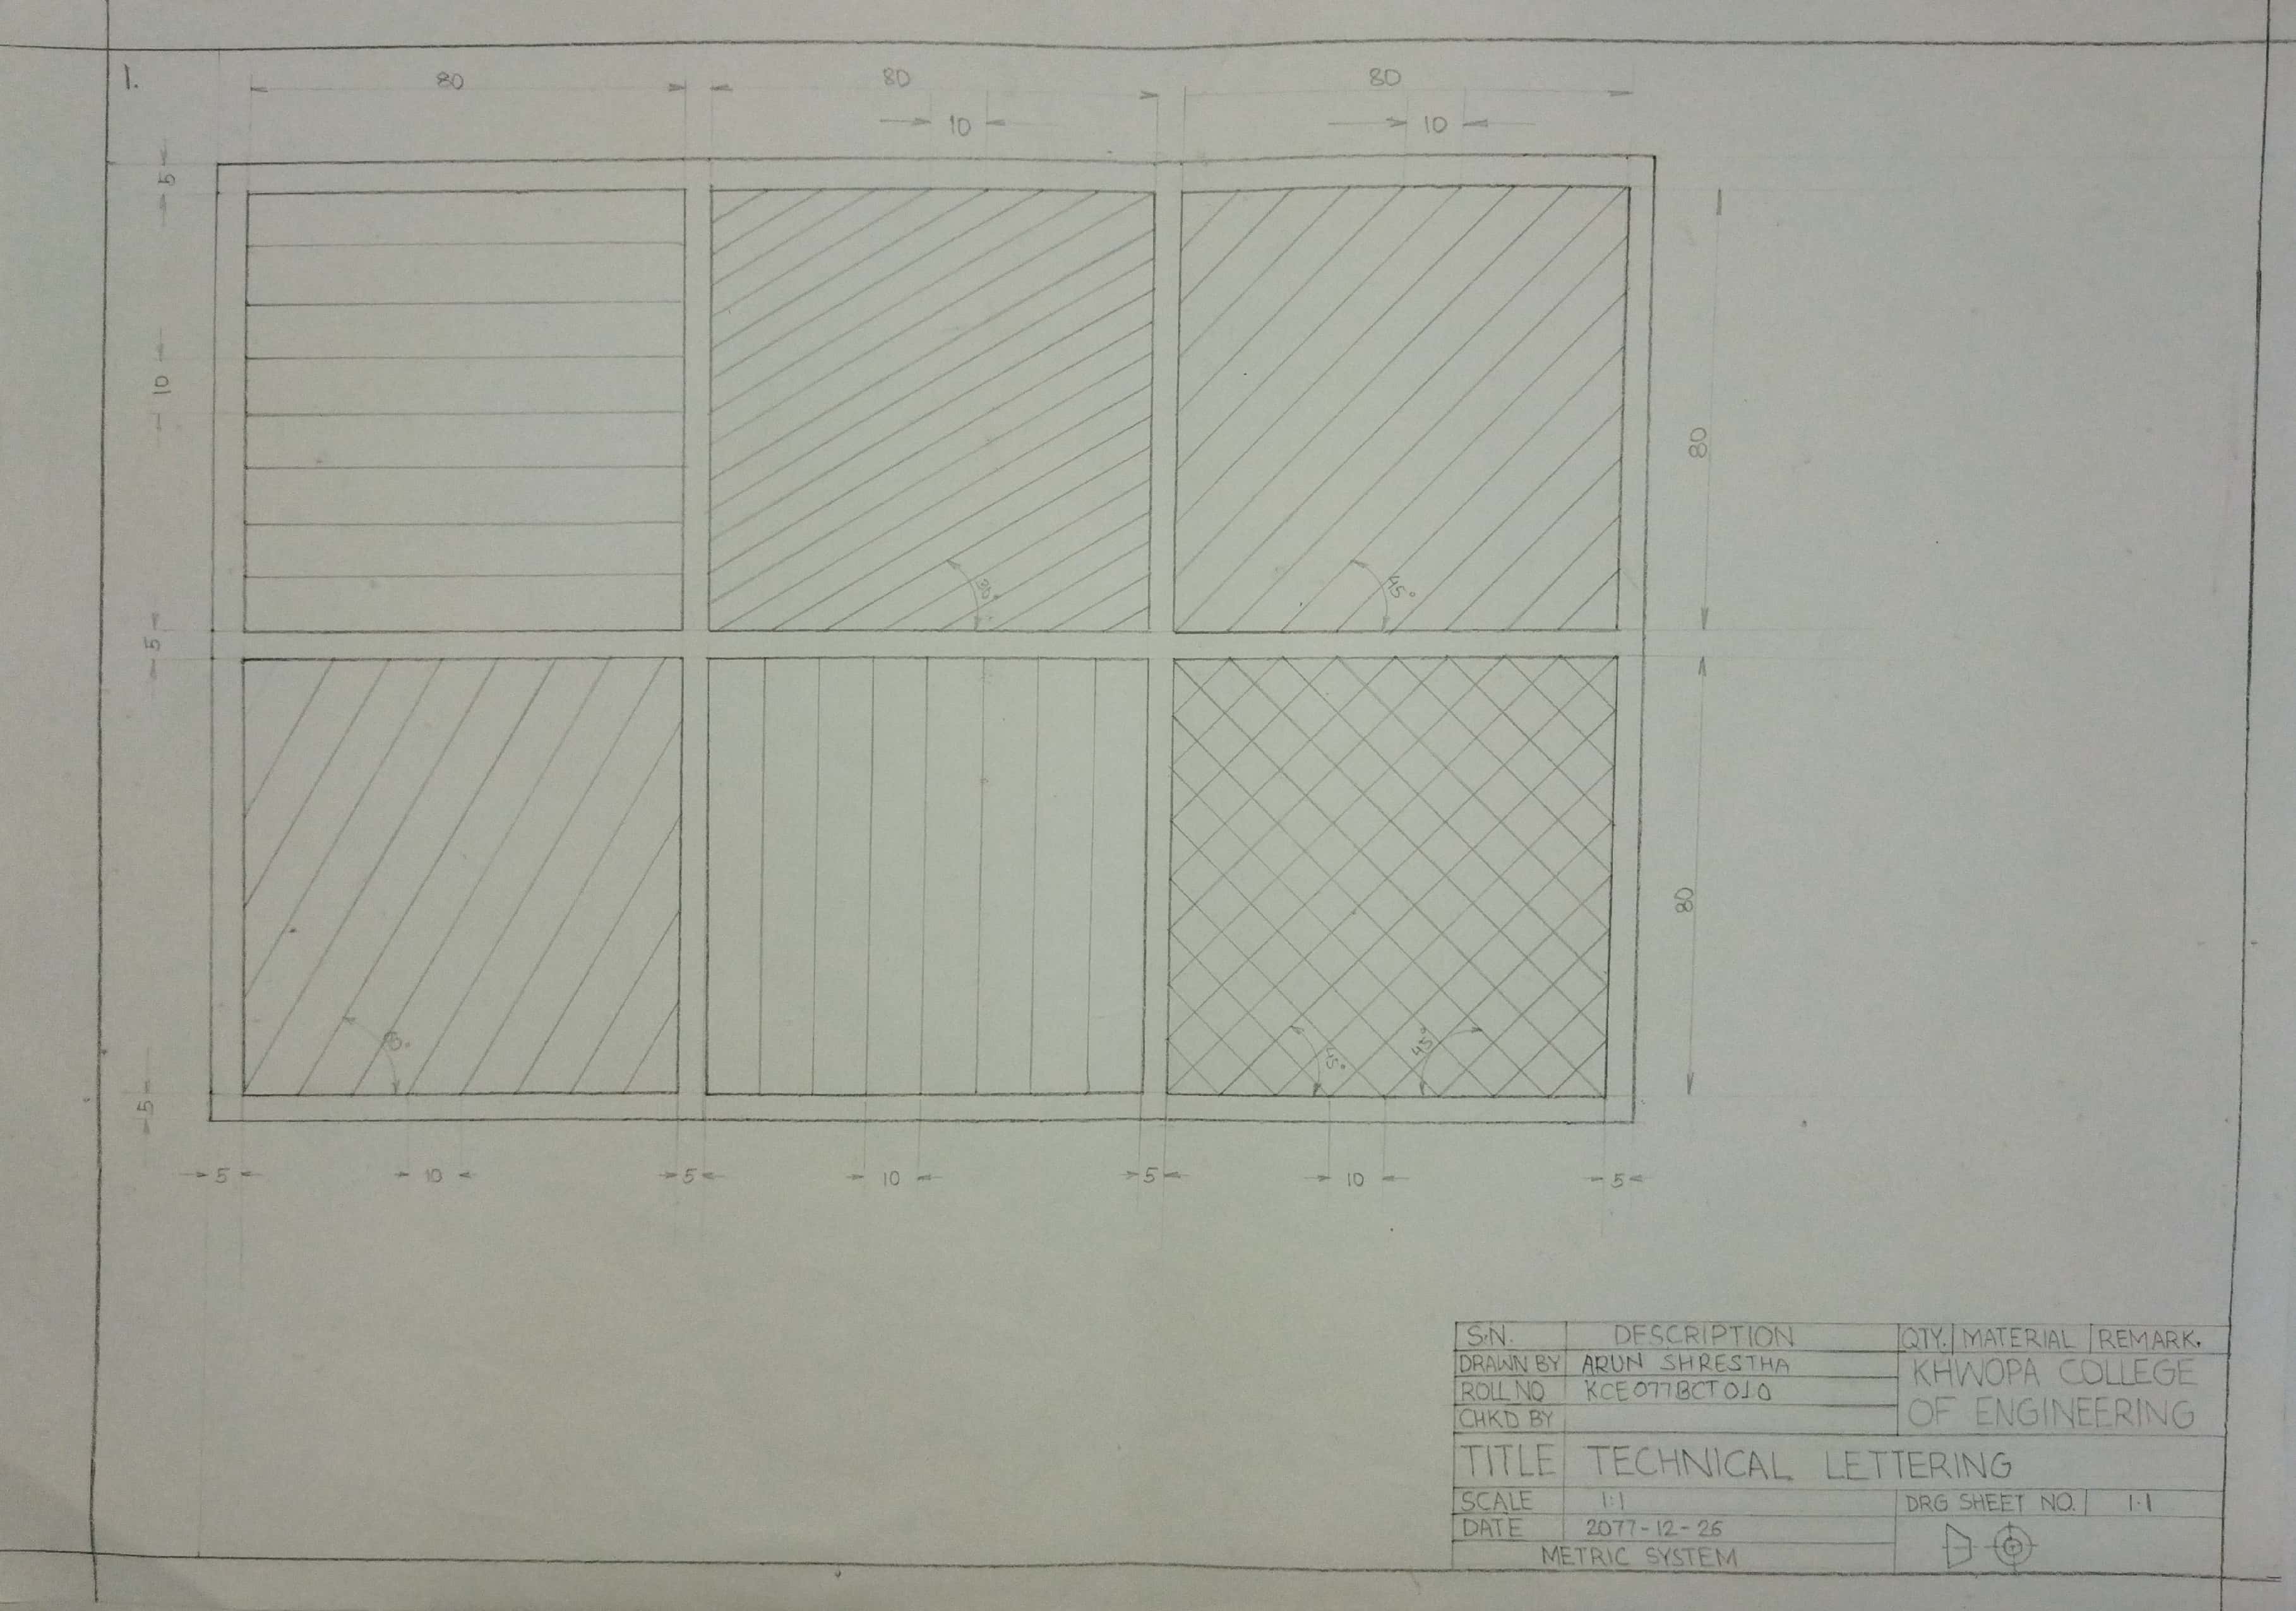 1.
80 80 80
10 10
5
10
80
30° 45°
5
80
45° 45°
5
5 10 5 10 5 10 5
S.N. DESCRIPTION QTY. MATERIAL REMARK.
DRAWN BY ARUN SHRESTHA KHWOPA COLLEGE
ROLL NO KCE077BCT010
CHKD BY OF ENGINEERING
TITLE TECHNICAL LETTERING
SCALE 1:1 DRG SHEET NO. 1.1
DATE 2077-12-26
METRIC SYSTEM